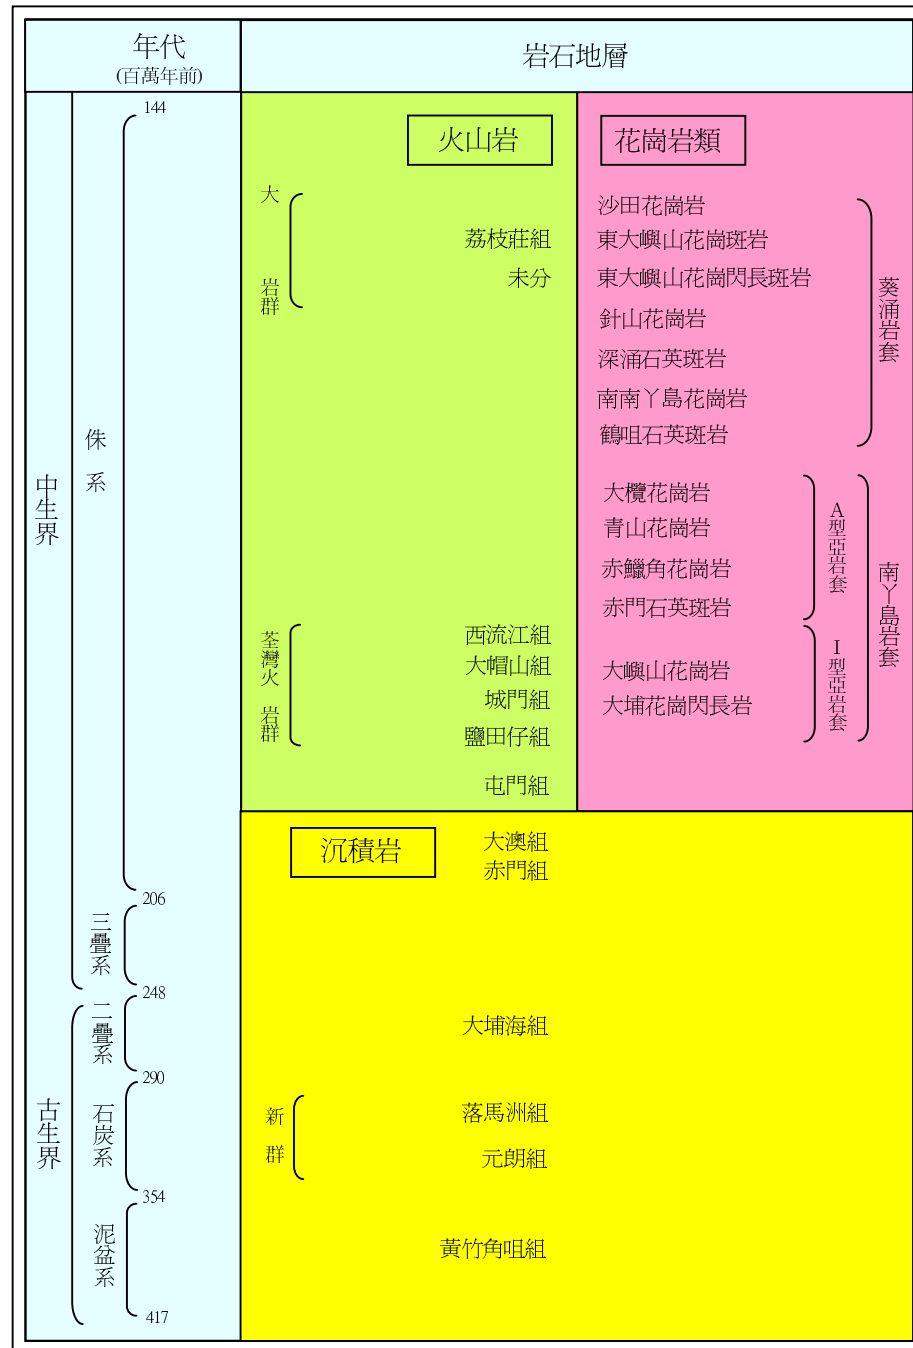 年代
(百萬年前)
岩石地層
144
火山岩
花崗岩類
大 岩群
荔枝莊組
未分
沙田花崗岩
東大嶼山花崗斑岩
東大嶼山花崗閃長斑岩
針山花崗岩
深涌石英斑岩
南南丫島花崗岩
鶴咀石英斑岩
葵涌岩套
侏系
中生界
大欖花崗岩
青山花崗岩
赤鱲角花崗岩
赤門石英斑岩
A型亞岩套
南丫島岩套
荃灣火 岩群
西流江組
大帽山組
城門組
鹽田仔組
大嶼山花崗岩
大埔花崗閃長岩
I型亞岩套
屯門組
沉積岩
大澳組
赤門組
206
三疊系
248
二疊系
大埔海組
290
古生界
石炭系
新 群
落馬洲組
元朗組
354
泥盆系
黃竹角咀組
417